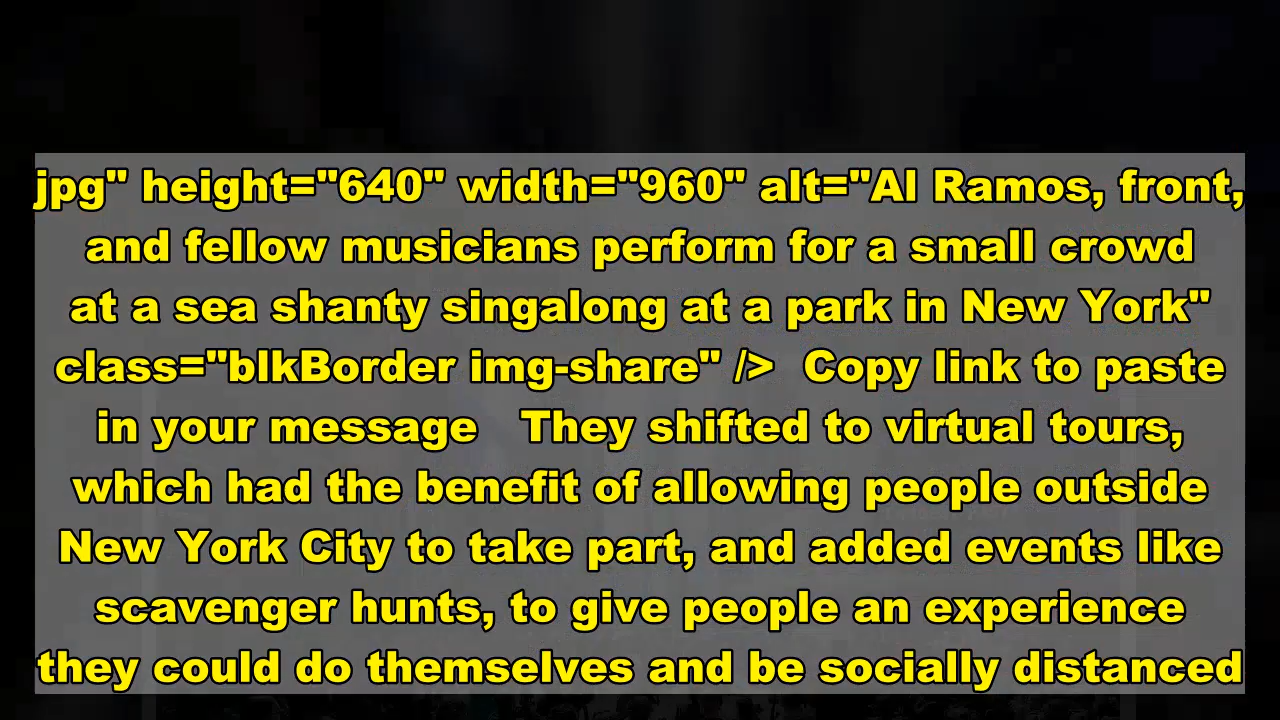 jpg" height="640" width="960" alt="Al Ramos, front,
and fellow musicians perform for a small crowd
at a sea shanty singalong at a park in New York"
class="blkBorder img-share" />  Copy link to paste
in your message   They shifted to virtual tours,
which had the benefit of allowing people outside
New York City to take part, and added events like
scavenger hunts, to give people an experience
they could do themselves and be socially distanced